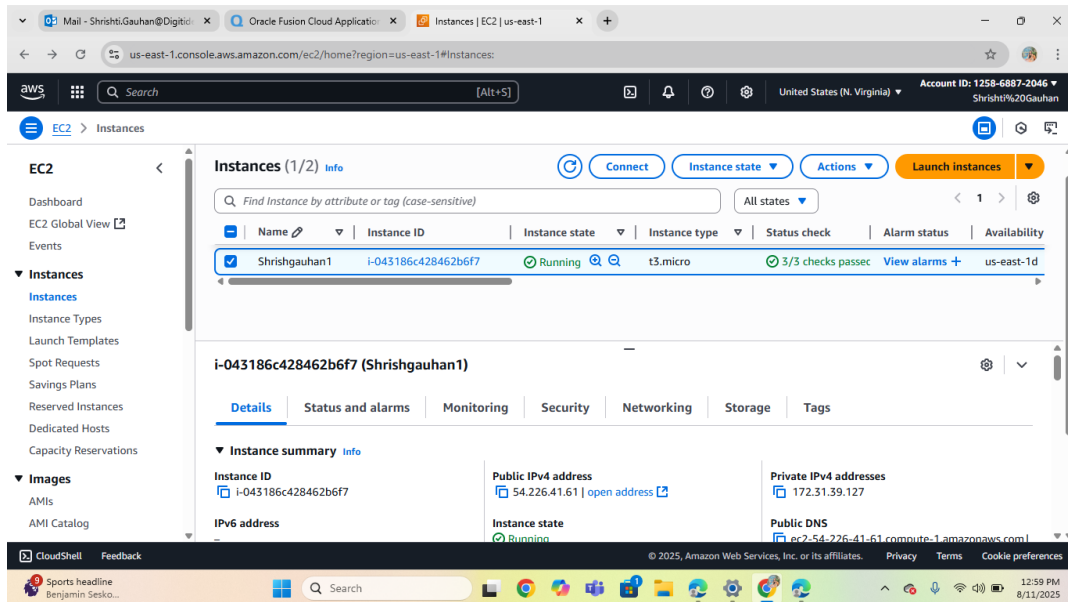 Mail - Shrishti.Gauhan@Digitid
Oracle Fusion Cloud Application
Instances | EC2 | us-east-1
us-east-1.console.aws.amazon.com/ec2/home?region=us-east-1#Instances:
aws
Search
[Alt+S]
United States (N. Virginia)
Account ID: 1258-6887-2046
Shrishti%20Gauhan
EC2 > Instances
EC2
Dashboard
EC2 Global View
Events
Instances
Instances
Instance Types
Launch Templates
Spot Requests
Savings Plans
Reserved Instances
Dedicated Hosts
Capacity Reservations
Images
AMIs
AMI Catalog
Instances (1/2) Info
Connect
Instance state
Actions
Launch instances
Find Instance by attribute or tag (case-sensitive)
All states
1
Name
Instance ID
Instance state
Instance type
Status check
Alarm status
Availability
Shrishgauhan1
i-043186c428462b6f7
Running
t3.micro
3/3 checks passec
View alarms +
us-east-1d
i-043186c428462b6f7 (Shrishgauhan1)
Details
Status and alarms
Monitoring
Security
Networking
Storage
Tags
Instance summary Info
Instance ID
i-043186c428462b6f7
Public IPv4 address
54.226.41.61 | open address
Private IPv4 addresses
172.31.39.127
IPv6 address
–
Instance state
Running
Public DNS
ec2-54-226-41-61.compute-1.amazonaws.com |
CloudShell
Feedback
© 2025, Amazon Web Services, Inc. or its affiliates.
Privacy
Terms
Cookie preferences
9
Sports headline
Benjamin Sesko...
Search
12:59 PM
8/11/2025